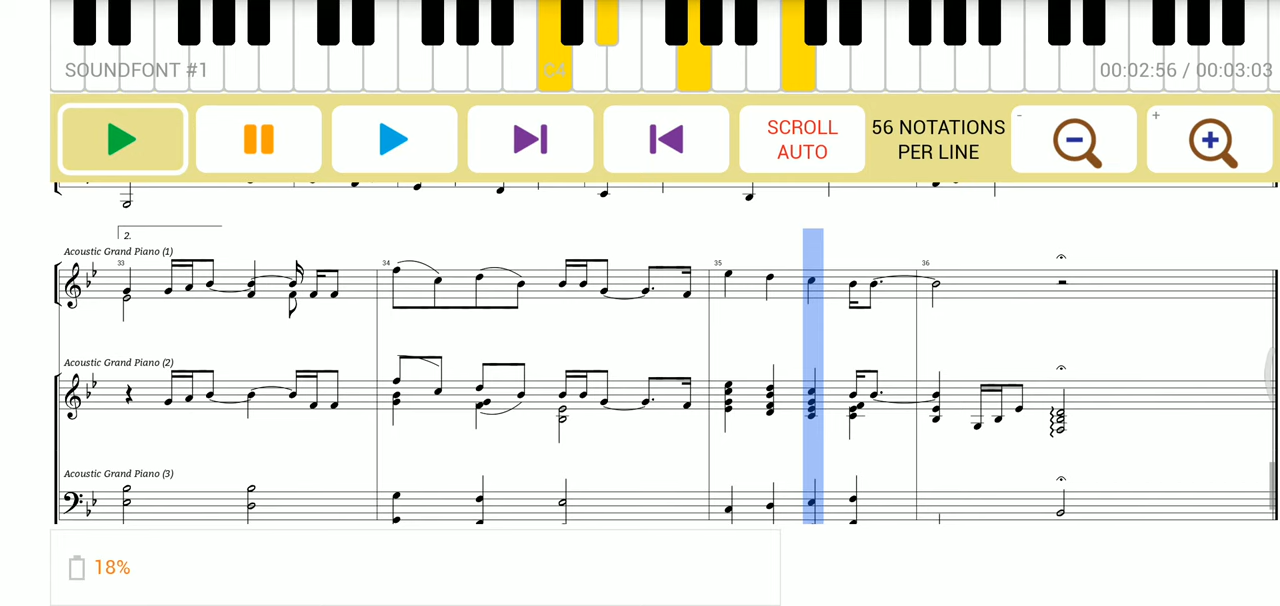 C4
SOUNDFONT #1
00:02:56 / 00:03:03
SCROLL
AUTO
56 NOTATIONS
PER LINE
-
+
2.
Acoustic Grand Piano (1)
33
34
35
36
Acoustic Grand Piano (2)
Acoustic Grand Piano (3)
18%